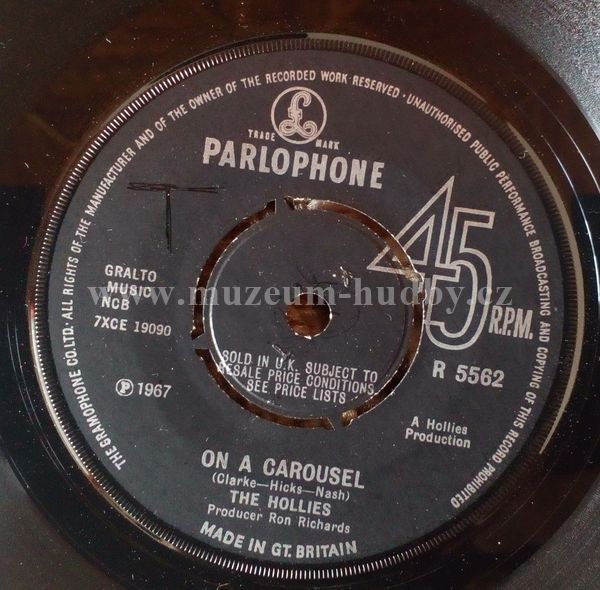 THE GRAMOPHONE CO. LTD. · ALL RIGHTS OF THE MANUFACTURER AND OF THE OWNER OF THE RECORDED WORK RESERVED · UNAUTHORISED PUBLIC PERFORMANCE BROADCASTING AND COPYING OF THIS RECORD PROHIBITED
£
TRADE MARK
PARLOPHONE
T
45
R.P.M.
GRALTO
MUSIC
NCB
7XCE 19090
www.muzeum-hudby.cz
SOLD IN U.K. SUBJECT TO
RESALE PRICE CONDITIONS,
SEE PRICE LISTS
R 5562
Ⓟ 1967
A Hollies
Production
ON A CAROUSEL
(Clarke—Hicks—Nash)
THE HOLLIES
Producer Ron Richards
MADE IN GT. BRITAIN